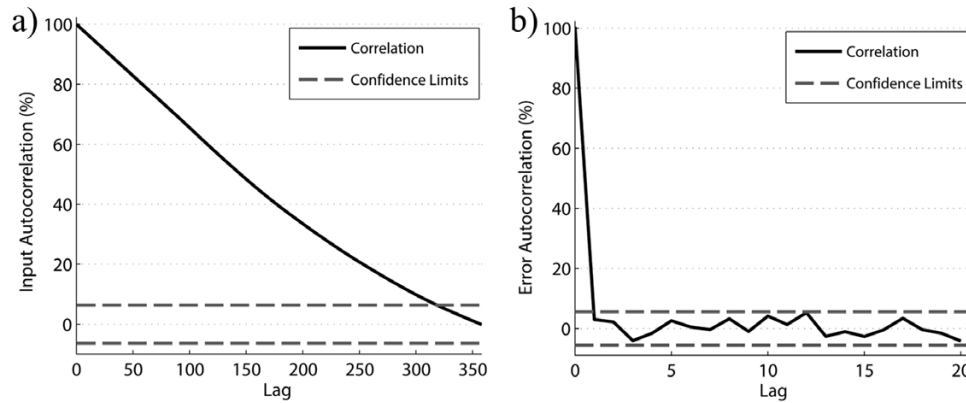 a)
Input Autocorrelation (%)
100
80
60
40
20
0
Correlation
Confidence Limits
0 50 100 150 200 250 300 350
Lag
b)
Error Autocorrelation (%)
100
80
60
40
20
0
Correlation
Confidence Limits
0 5 10 15 20
Lag